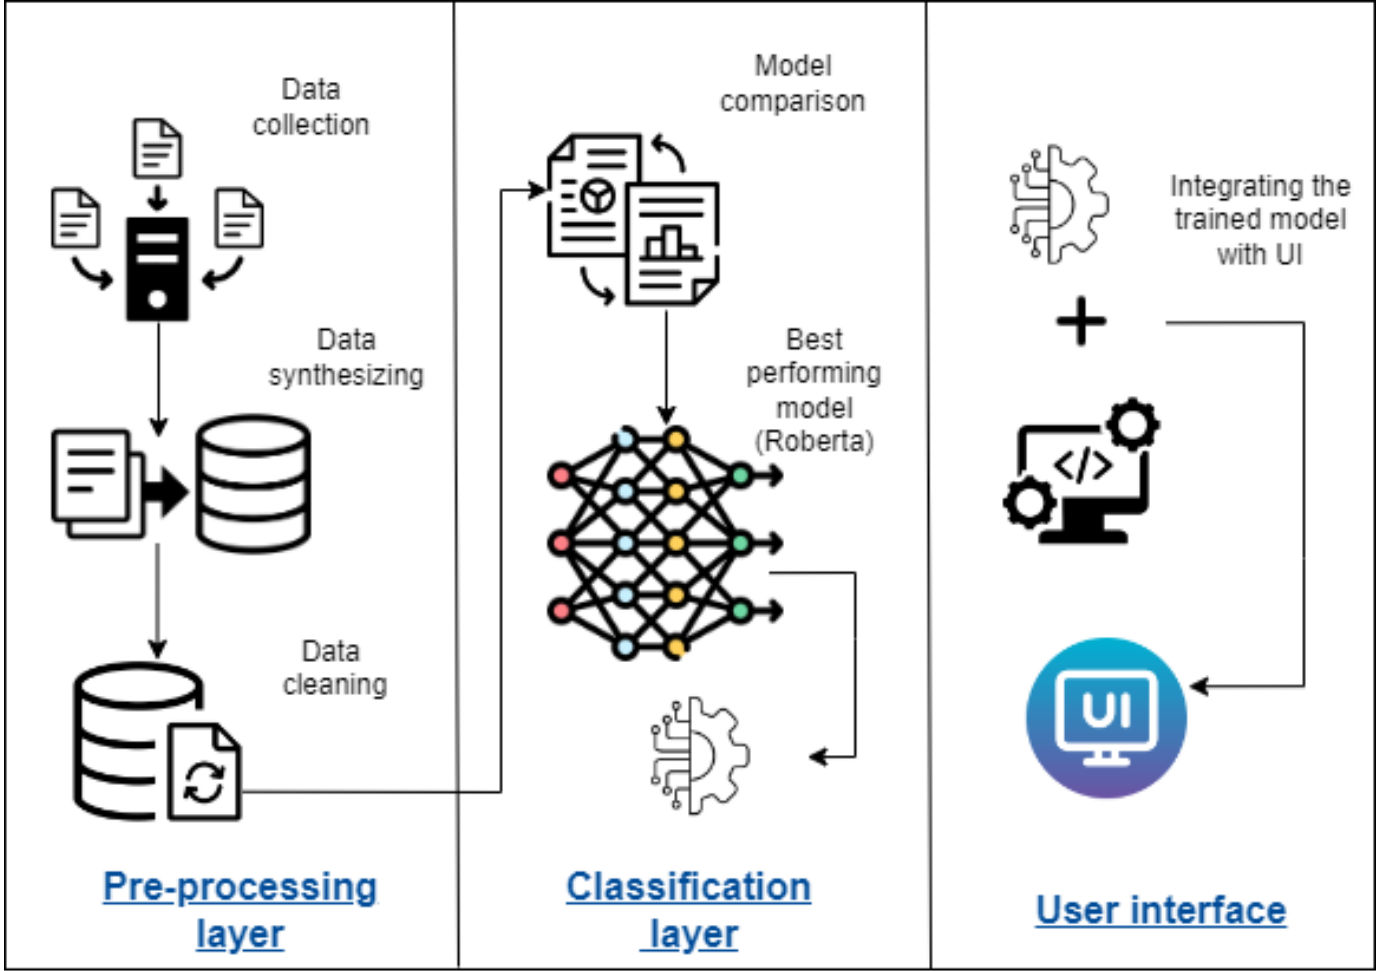 Data
collection
Data
synthesizing
Data
cleaning
Pre-processing
layer
Model
comparison
Best
performing
model
(Roberta)
Classification
layer
Integrating the
trained model
with UI
</>
UI
User interface